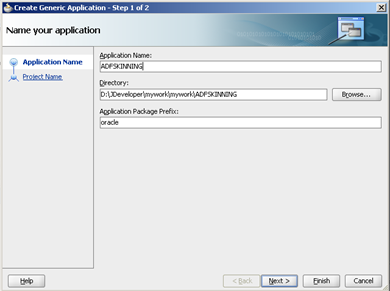 Create Generic Application - Step 1 of 2
Name your application
Application Name
Project Name
Application Name:
ADFSKINNING
Directory:
D:\JDeveloper\mywork\mywork\ADFSKINNING
Browse...
Application Package Prefix:
oracle
Help
< Back
Next >
Finish
Cancel